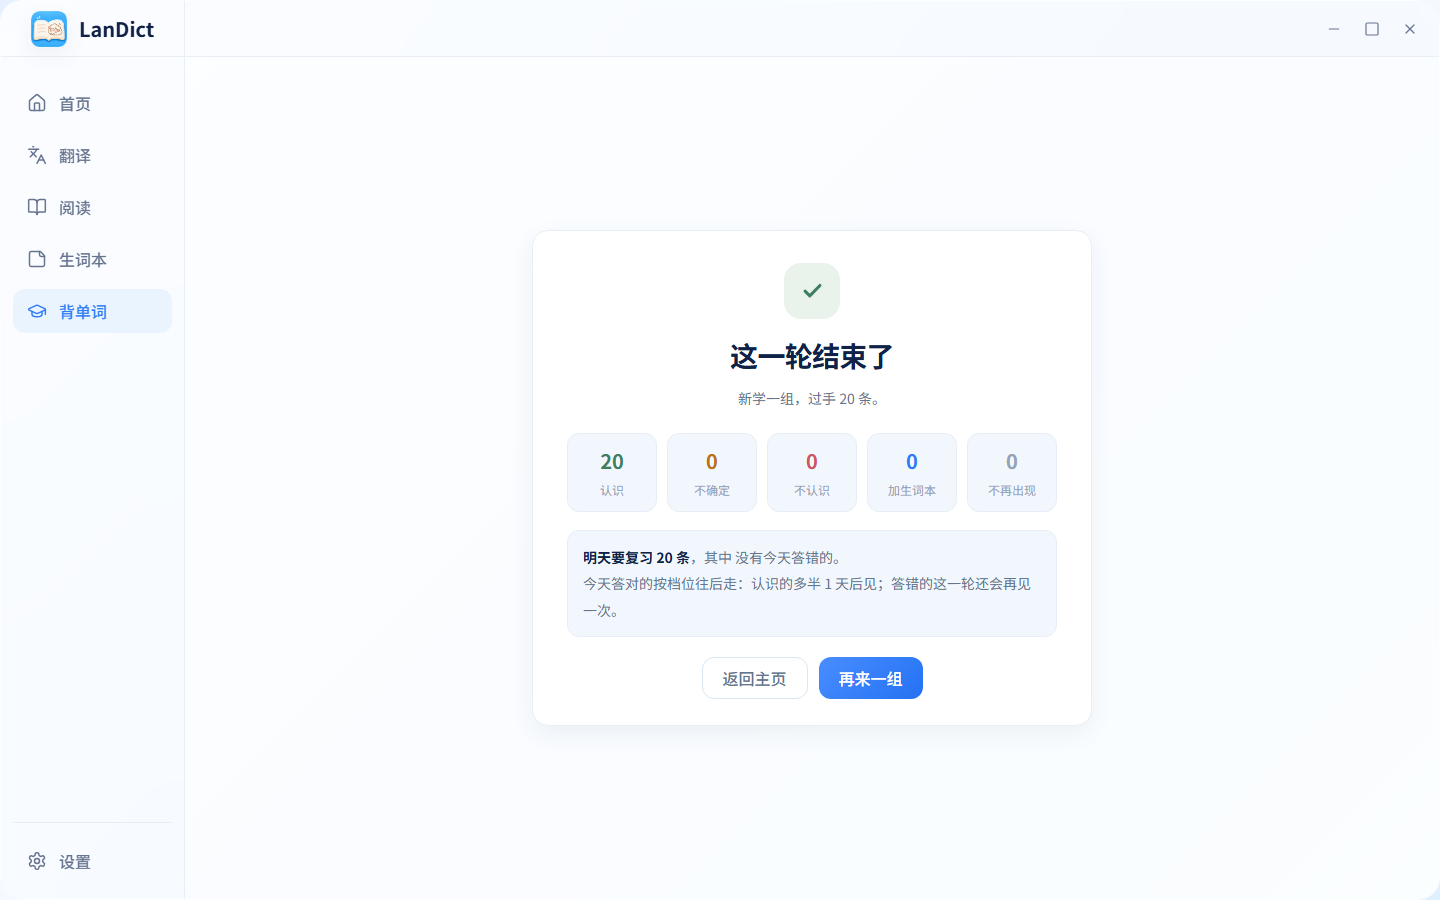 LanDict
首页
翻译
阅读
生词本
背单词
设置
这一轮结束了
新学一组，过手 20 条。
20
认识
0
不确定
0
不认识
0
加生词本
0
不再出现
明天要复习 20 条，其中 没有今天答错的。
今天答对的按档位往后走：认识的多半 1 天后见；答错的这一轮还会再见
一次。
返回主页
再来一组